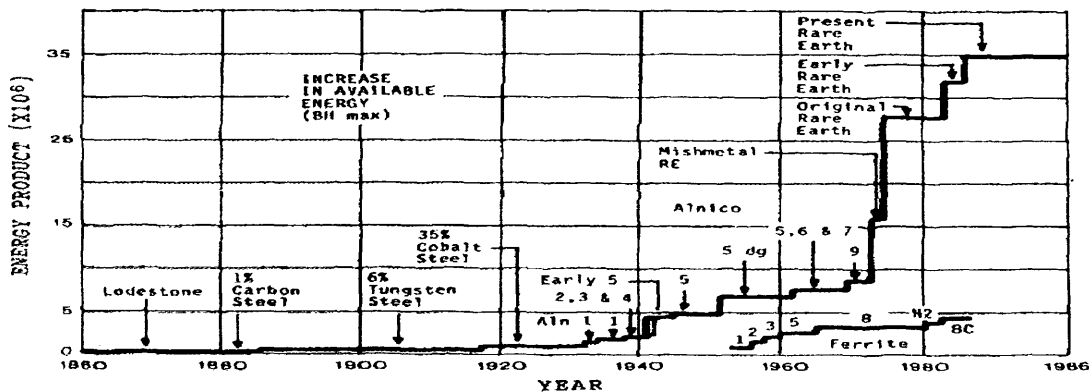 Present
Rare
Earth
Early
Rare
Earth
Original
Rare
Earth
INCREASE
IN AVAILABLE
ENERGY
(BH max)
Mishmetal
RE
Alnico
35%
Cobalt
Steel
5,6 & 7
5 dg
9
Lodestone
1%
Carbon
Steel
6%
Tungsten
Steel
Early 5
5
2,3 & 4
Aln 1
1
1 2 3 5 8 N2
8C
Ferrite
ENERGY PRODUCT (X10⁶)
35
25
15
5
0
1860 1880 1900 1920 1940 1960 1980 1986
YEAR